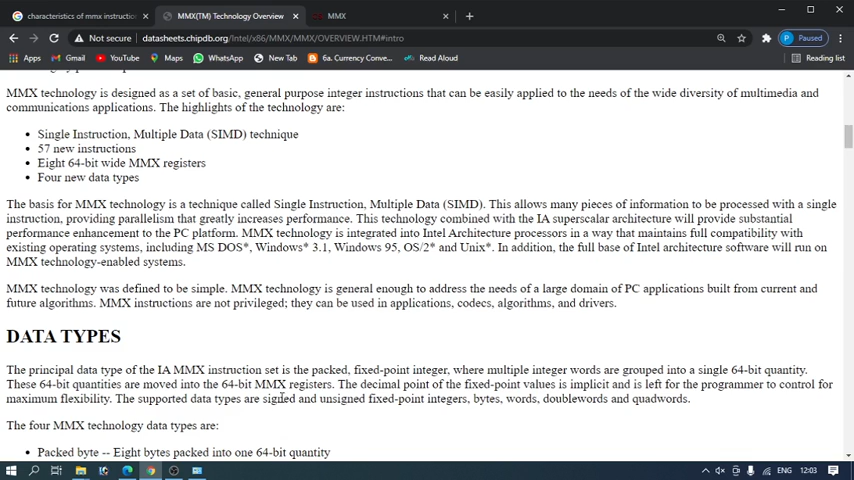 characteristics of mmx instruction
MMX(TM) Technology Overview
MMX
Not secure
datasheets.chipdb.org/Intel/x86/MMX/OVERVIEW.HTM#intro
Paused
Apps
Gmail
YouTube
Maps
WhatsApp
New Tab
6a. Currency Conve...
Read Aloud
Reading list
MMX technology is designed as a set of basic, general purpose integer instructions that can be easily applied to the needs of the wide diversity of multimedia and
communications applications. The highlights of the technology are:
• Single Instruction, Multiple Data (SIMD) technique
• 57 new instructions
• Eight 64-bit wide MMX registers
• Four new data types
The basis for MMX technology is a technique called Single Instruction, Multiple Data (SIMD). This allows many pieces of information to be processed with a single
instruction, providing parallelism that greatly increases performance. This technology combined with the IA superscalar architecture will provide substantial
performance enhancement to the PC platform. MMX technology is integrated into Intel Architecture processors in a way that maintains full compatibility with
existing operating systems, including MS DOS*, Windows* 3.1, Windows 95, OS/2* and Unix*. In addition, the full base of Intel architecture software will run on
MMX technology-enabled systems.
MMX technology was defined to be simple. MMX technology is general enough to address the needs of a large domain of PC applications built from current and
future algorithms. MMX instructions are not privileged; they can be used in applications, codecs, algorithms, and drivers.
DATA TYPES
The principal data type of the IA MMX instruction set is the packed, fixed-point integer, where multiple integer words are grouped into a single 64-bit quantity.
These 64-bit quantities are moved into the 64-bit MMX registers. The decimal point of the fixed-point values is implicit and is left for the programmer to control for
maximum flexibility. The supported data types are signed and unsigned fixed-point integers, bytes, words, doublewords and quadwords.
The four MMX technology data types are:
• Packed byte -- Eight bytes packed into one 64-bit quantity
ENG
12:03